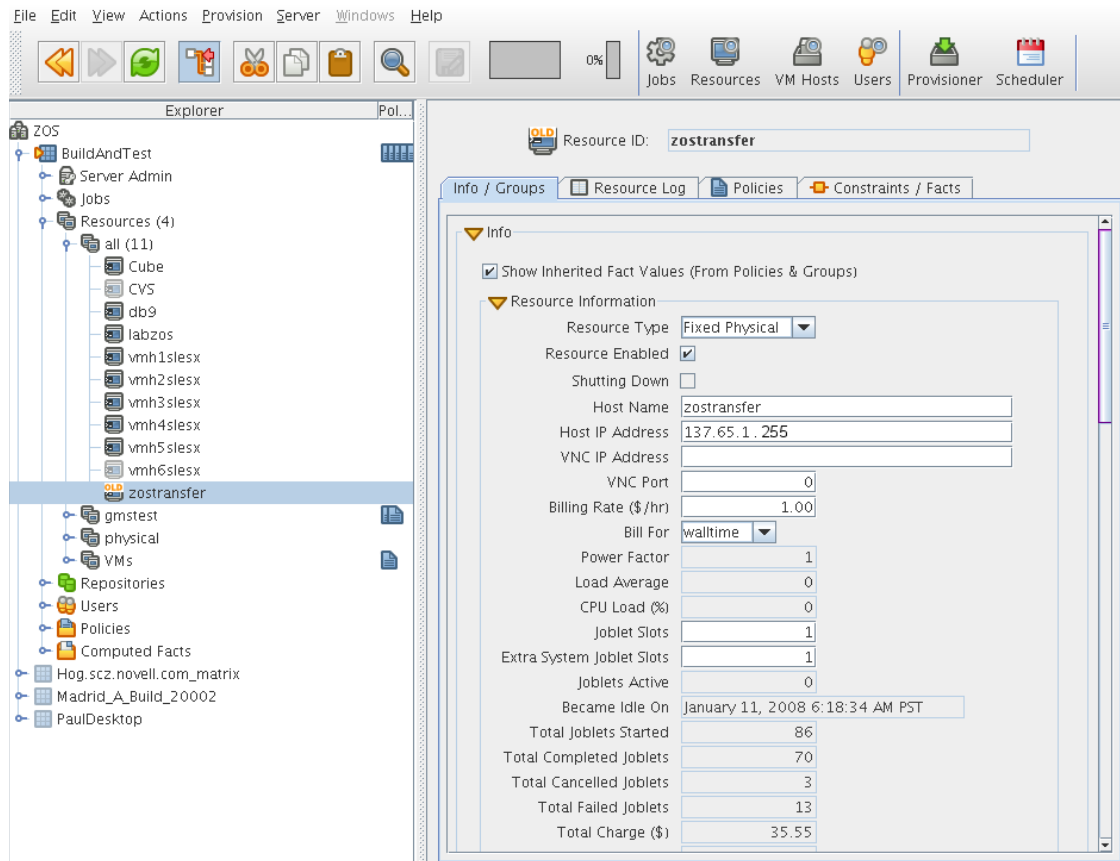 File Edit View Actions Provision Server Windows Help
0%
Jobs Resources VM Hosts Users Provisioner Scheduler
Explorer Pol...
ZOS
BuildAndTest
Server Admin
Jobs
Resources (4)
all (11)
Cube
CVS
db9
labzos
vmh1slesx
vmh2slesx
vmh3slesx
vmh4slesx
vmh5slesx
vmh6slesx
OLD zostransfer
gmstest
physical
VMs
Repositories
Users
Policies
Computed Facts
Hog.scz.novell.com_matrix
Madrid_A_Build_20002
PaulDesktop
OLD Resource ID: zostransfer
Info / Groups Resource Log Policies Constraints / Facts
Info
Show Inherited Fact Values (From Policies & Groups)
Resource Information
Resource Type Fixed Physical
Resource Enabled
Shutting Down
Host Name zostransfer
Host IP Address 137.65.1.255
VNC IP Address
VNC Port 0
Billing Rate ($/hr) 1.00
Bill For walltime
Power Factor 1
Load Average 0
CPU Load (%) 0
Joblet Slots 1
Extra System Joblet Slots 1
Joblets Active 0
Became Idle On January 11, 2008 6:18:34 AM PST
Total Joblets Started 86
Total Completed Joblets 70
Total Cancelled Joblets 3
Total Failed Joblets 13
Total Charge ($) 35.55